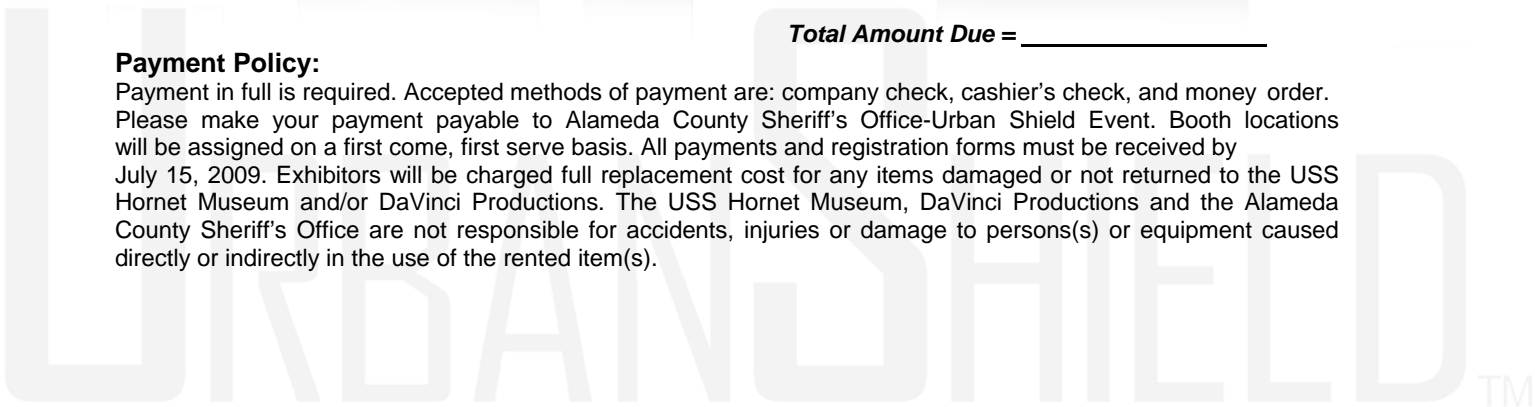 Total Amount Due =
Payment Policy:
Payment in full is required. Accepted methods of payment are: company check, cashier's check, and money order.
Please make your payment payable to Alameda County Sheriff's Office-Urban Shield Event. Booth locations
will be assigned on a first come, first serve basis. All payments and registration forms must be received by
July 15, 2009. Exhibitors will be charged full replacement cost for any items damaged or not returned to the USS
Hornet Museum and/or DaVinci Productions. The USS Hornet Museum, DaVinci Productions and the Alameda
County Sheriff's Office are not responsible for accidents, injuries or damage to persons(s) or equipment caused
directly or indirectly in the use of the rented item(s).
URBANSHIELD TM